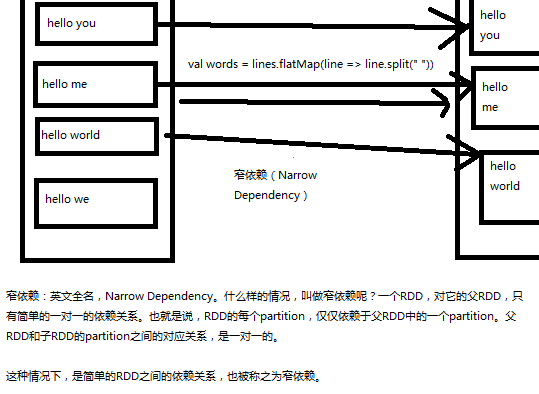 hello you
hello
you
val words = lines.flatMap(line => line.split(" "))
hello me
hello
me
hello world
hello
world
窄依赖（Narrow
Dependency）
hello we
窄依赖：英文全名，Narrow Dependency。什么样的情况，叫做窄依赖呢？一个RDD，对它的父RDD，只
有简单的一对一的依赖关系。也就是说，RDD的每个partition，仅仅依赖于父RDD中的一个partition。父
RDD和子RDD的partition之间的对应关系，是一对一的。
这种情况下，是简单的RDD之间的依赖关系，也被称之为窄依赖。